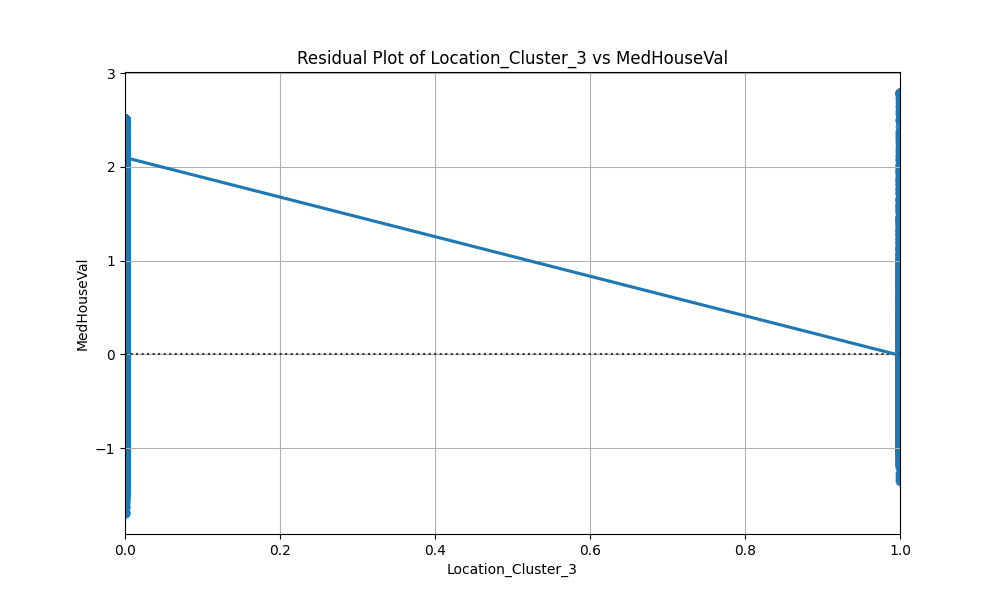 Residual Plot of Location_Cluster_3 vs MedHouseVal
3
2
1
0
−1
MedHouseVal
0.0 0.2 0.4 0.6 0.8 1.0
Location_Cluster_3